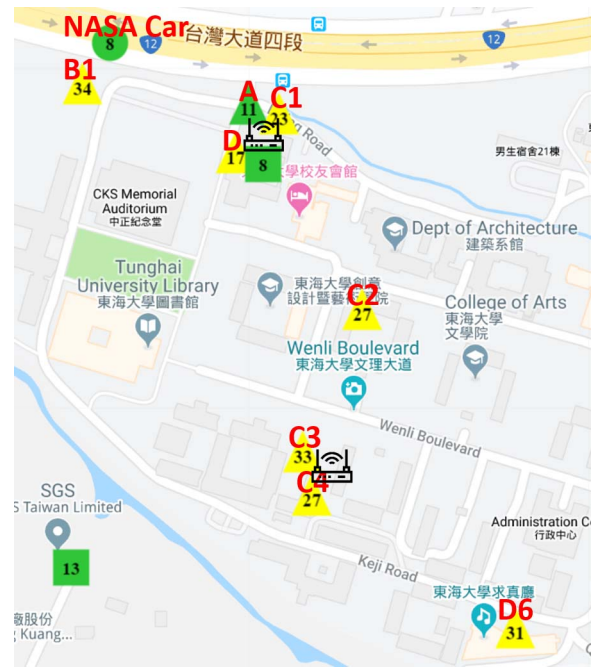 NASA Car
8
12
台灣大道四段
12
B1
34
A
11
C1
23
Road
D
17
8
男生宿舍21棟
CKS Memorial
Auditorium
中正紀念堂
學校友會館
Dept of Architecture
建築系館
Tunghai
University Library
東海大學圖書館
東海大學創意
設計暨藝 院
C2
27
College of Arts
東海大學
文學院
Wenli Boulevard
東海大學文理大道
Wenli Boulevard
C3
33
C4
27
SGS
S Taiwan Limited
13
Administration C
行政中心
Keji Road
東海大學求真廳
D6
31
廠股份
g Kuang...